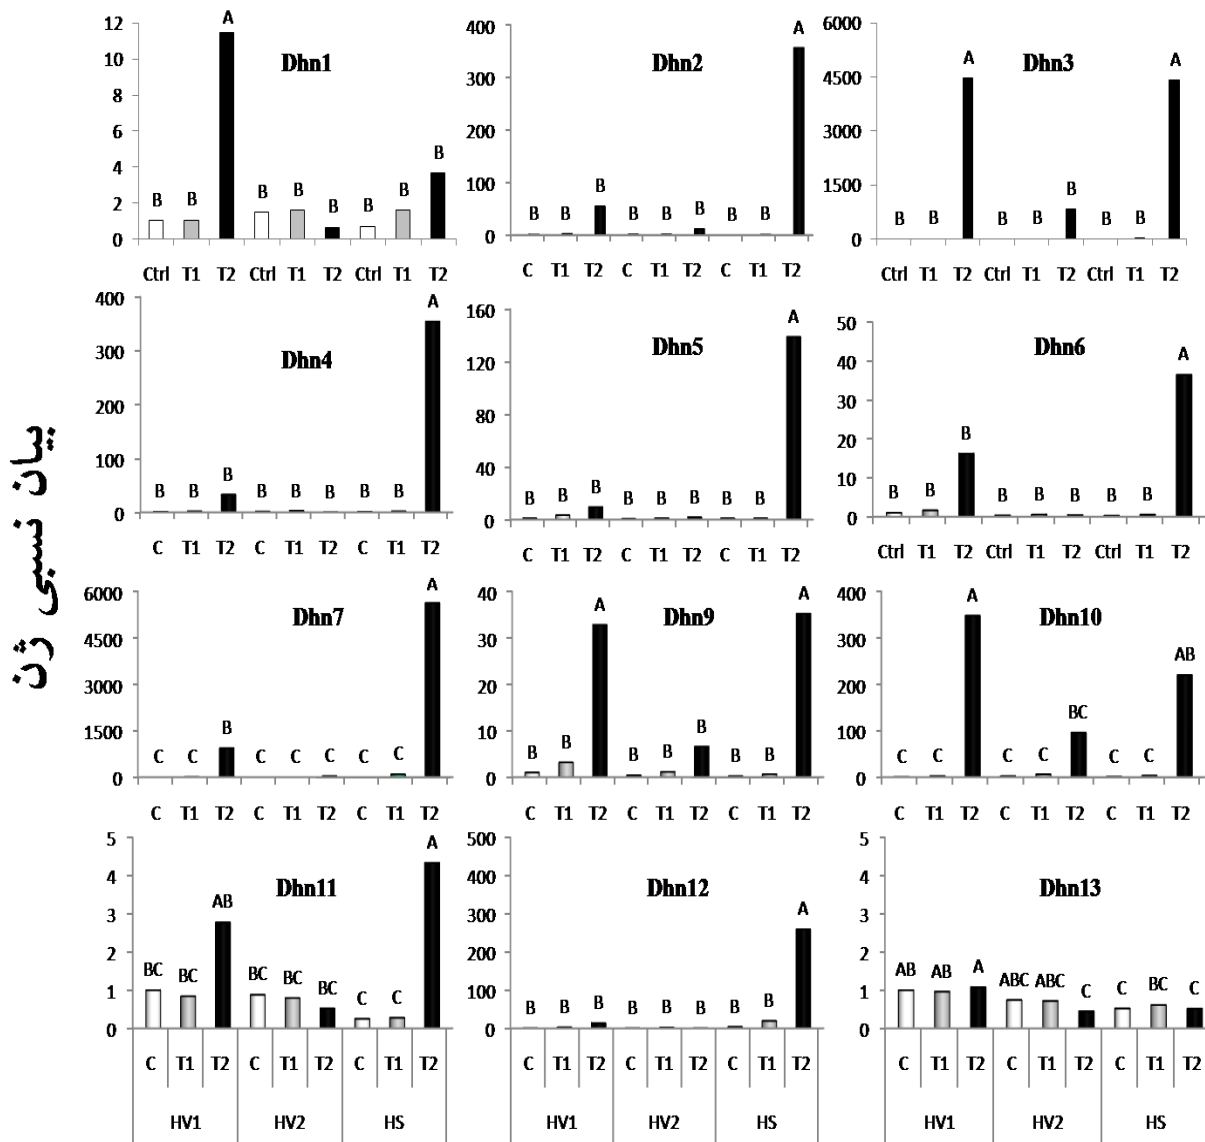 بیان نسبی ژن
Dhn1
12
10
8
6
4
2
0
B B A B B B B B B
Ctrl T1 T2 Ctrl T1 T2 Ctrl T1 T2
Dhn2
400
300
200
100
0
B B B B B B B B A
C T1 T2 C T1 T2 C T1 T2
Dhn3
6000
4500
3000
1500
0
B B A B B B B B A
Ctrl T1 T2 Ctrl T1 T2 Ctrl T1 T2
Dhn4
400
300
200
100
0
B B B B B B B B A
C T1 T2 C T1 T2 C T1 T2
Dhn5
160
120
80
40
0
B B B B B B B B A
C T1 T2 C T1 T2 C T1 T2
Dhn6
50
40
30
20
10
0
B B B B B B B B A
Ctrl T1 T2 Ctrl T1 T2 Ctrl T1 T2
Dhn7
6000
4500
3000
1500
0
C C B C C C C C A
C T1 T2 C T1 T2 C T1 T2
Dhn9
40
30
20
10
0
B B A B B B B B A
C T1 T2 C T1 T2 C T1 T2
Dhn10
400
300
200
100
0
C C A C C BC C C AB
C T1 T2 C T1 T2 C T1 T2
Dhn11
5
4
3
2
1
0
BC BC AB BC BC BC C C A
C T1 T2 C T1 T2 C T1 T2
HV1 HV2 HS
Dhn12
500
400
300
200
100
0
B B B B B B B B A
C T1 T2 C T1 T2 C T1 T2
HV1 HV2 HS
Dhn13
5
4
3
2
1
0
AB AB A ABC ABC C C BC C
C T1 T2 C T1 T2 C T1 T2
HV1 HV2 HS